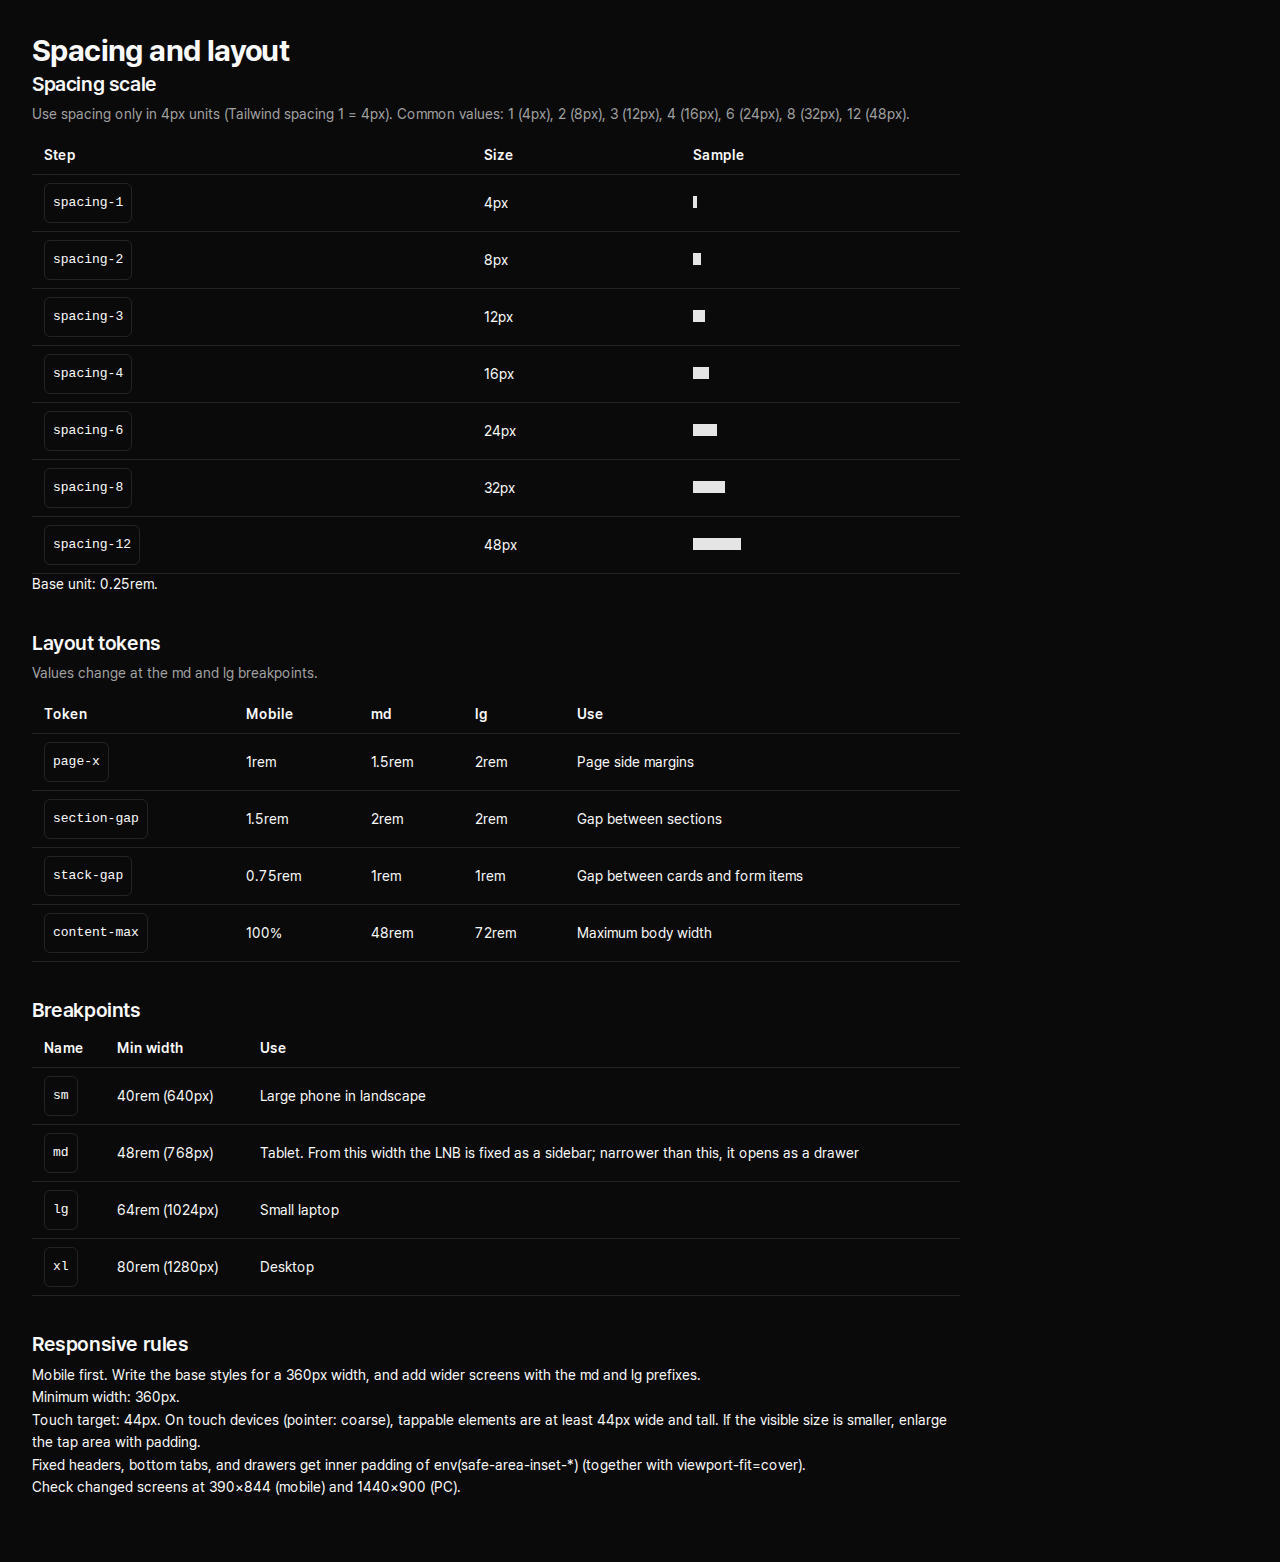 Spacing and layout
Spacing scale
Use spacing only in 4px units (Tailwind spacing 1 = 4px). Common values: 1 (4px), 2 (8px), 3 (12px), 4 (16px), 6 (24px), 8 (32px), 12 (48px).
Step Size Sample
spacing-1 4px
spacing-2 8px
spacing-3 12px
spacing-4 16px
spacing-6 24px
spacing-8 32px
spacing-12 48px
Base unit: 0.25rem.
Layout tokens
Values change at the md and lg breakpoints.
Token Mobile md lg Use
page-x 1rem 1.5rem 2rem Page side margins
section-gap 1.5rem 2rem 2rem Gap between sections
stack-gap 0.75rem 1rem 1rem Gap between cards and form items
content-max 100% 48rem 72rem Maximum body width
Breakpoints
Name Min width Use
sm 40rem (640px) Large phone in landscape
md 48rem (768px) Tablet. From this width the LNB is fixed as a sidebar; narrower than this, it opens as a drawer
lg 64rem (1024px) Small laptop
xl 80rem (1280px) Desktop
Responsive rules
Mobile first. Write the base styles for a 360px width, and add wider screens with the md and lg prefixes.
Minimum width: 360px.
Touch target: 44px. On touch devices (pointer: coarse), tappable elements are at least 44px wide and tall. If the visible size is smaller, enlarge
the tap area with padding.
Fixed headers, bottom tabs, and drawers get inner padding of env(safe-area-inset-*) (together with viewport-fit=cover).
Check changed screens at 390×844 (mobile) and 1440×900 (PC).